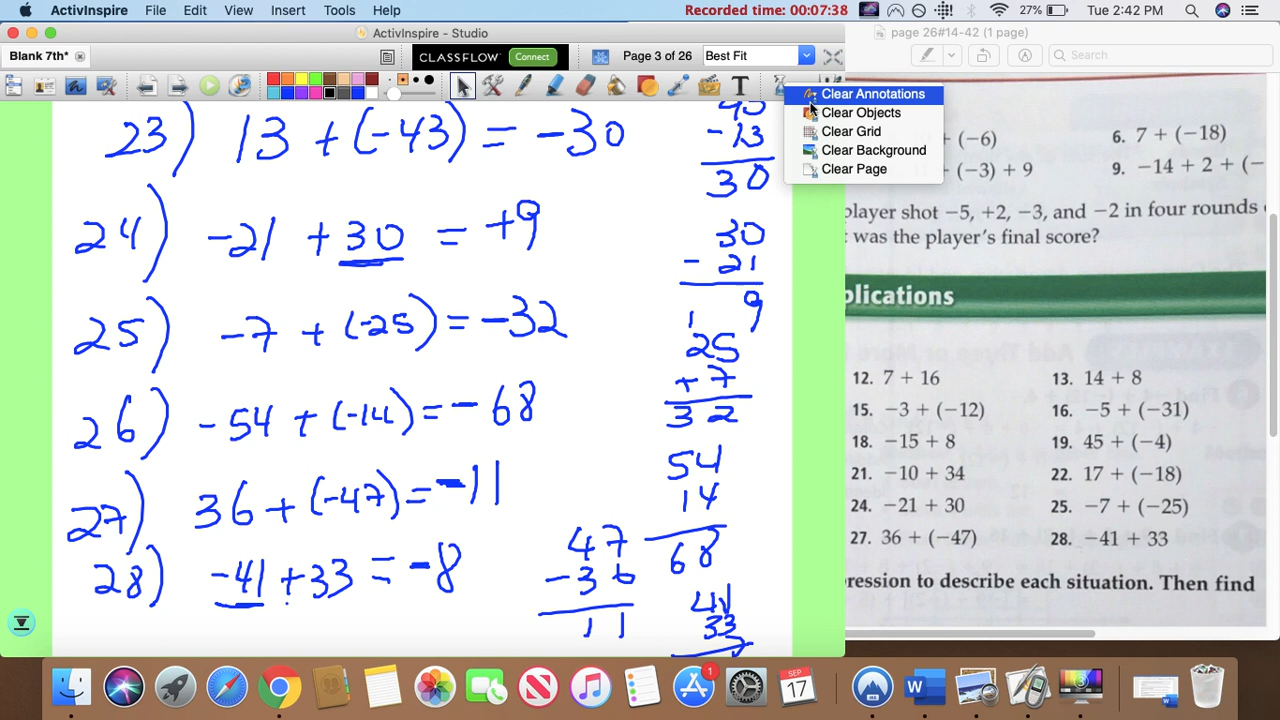 ActivInspire File Edit View Insert Tools Help Recorded time: 00:07:38 27% Tue 2:42 PM
ActivInspire - Studio
page 26#14-42 (1 page)
Blank 7th* CLASSFLOW Connect Page 3 of 26 Best Fit
Search
T
Clear Annotations
Clear Objects
Clear Grid
Clear Background
Clear Page
23) 13 + (-43) = -30
-13
30
24) -21 + 30 = +9
30
- 21
9
25) -7 + (-25) = -32
1
25
+ 7
32
26) -54 + (-14) = - 68
54
14
68
27) 36 + (-47) = -11
47
- 36
11
28) -41 + 33 = -8
41
33
+ (−6) 6. 7 + (−18)
+ (−3) + 9 9. −14 + 2 + (−
player shot −5, +2, −3, and −2 in four rounds
was the player's final score?
plications
12. 7 + 16 13. 14 + 8
15. −3 + (−12) 16. −5 + (−31)
18. −15 + 8 19. 45 + (−4)
21. −10 + 34 22. 17 + (−18)
24. −21 + 30 25. −7 + (−25)
27. 36 + (−47) 28. −41 + 33
ression to describe each situation. Then find
1
SEP
17
W